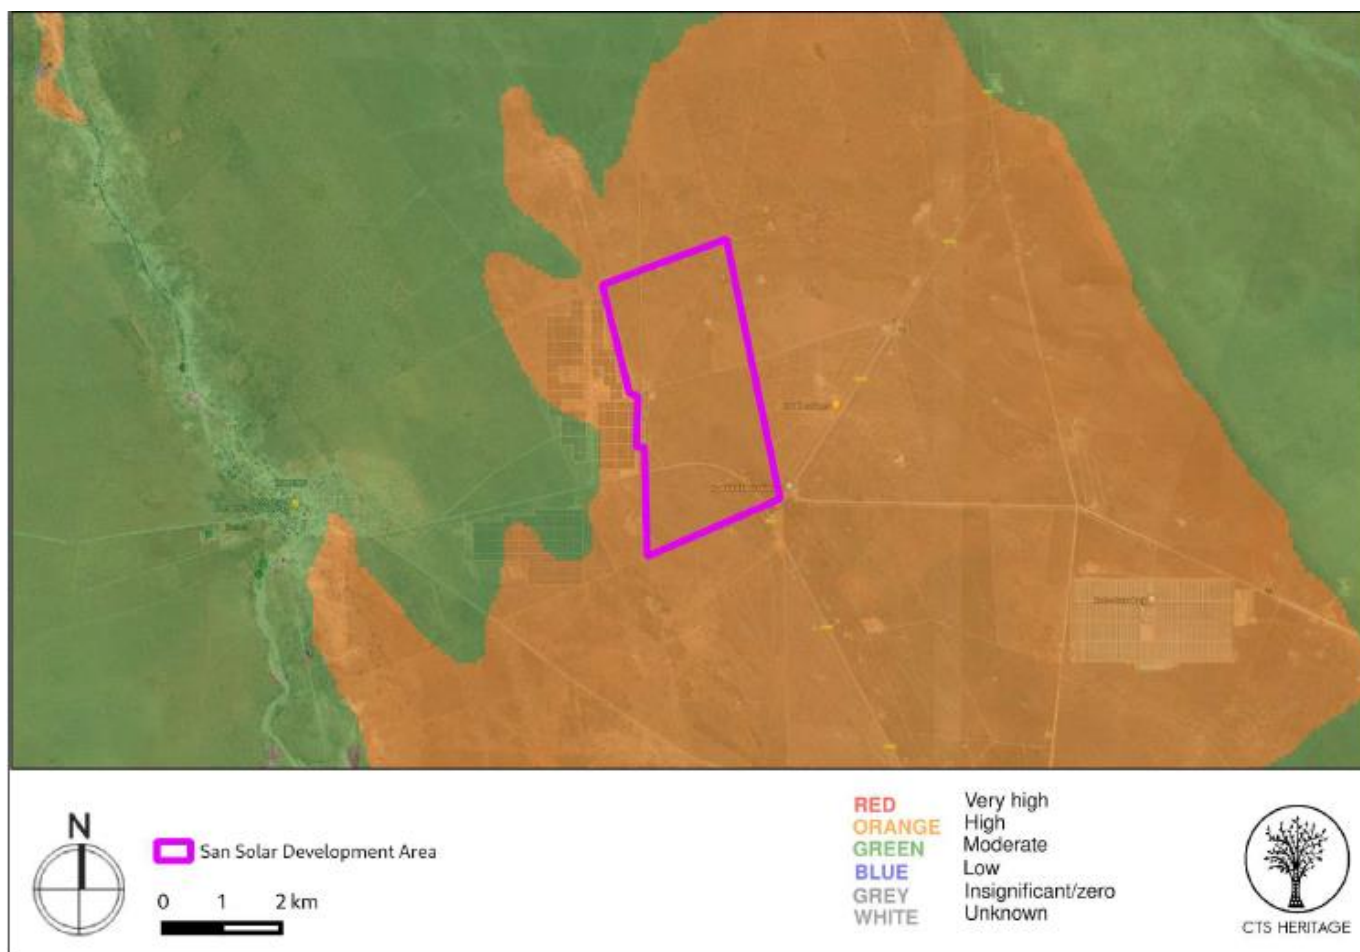 N
San Solar Development Area
0 1 2 km
RED Very high
ORANGE High
GREEN Moderate
BLUE Low
GREY Insignificant/zero
WHITE Unknown
CTS HERITAGE